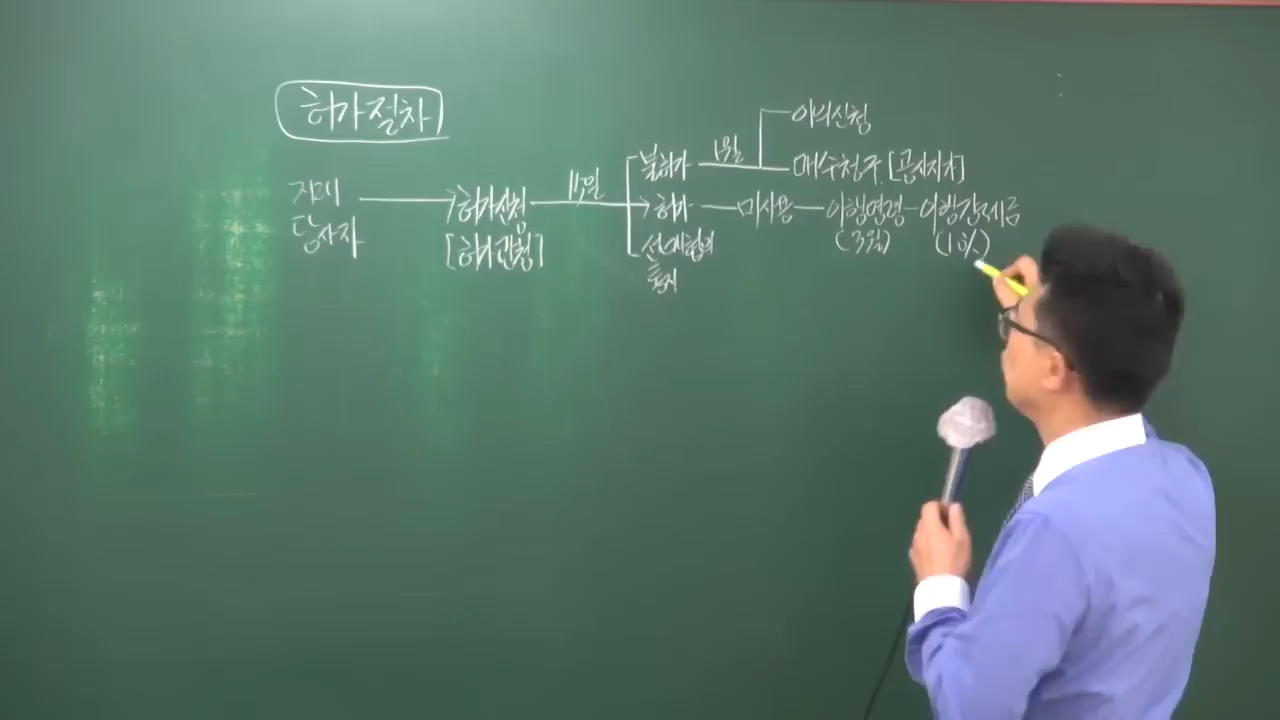 허가절차
이의신청
불허가 1월 매수청구 [공시지가]
거래 허가신청 15일 허가 미사용 이행명령 이행강제금
당사자 [허가관청] 선매협의 (3월) (10%)
통지